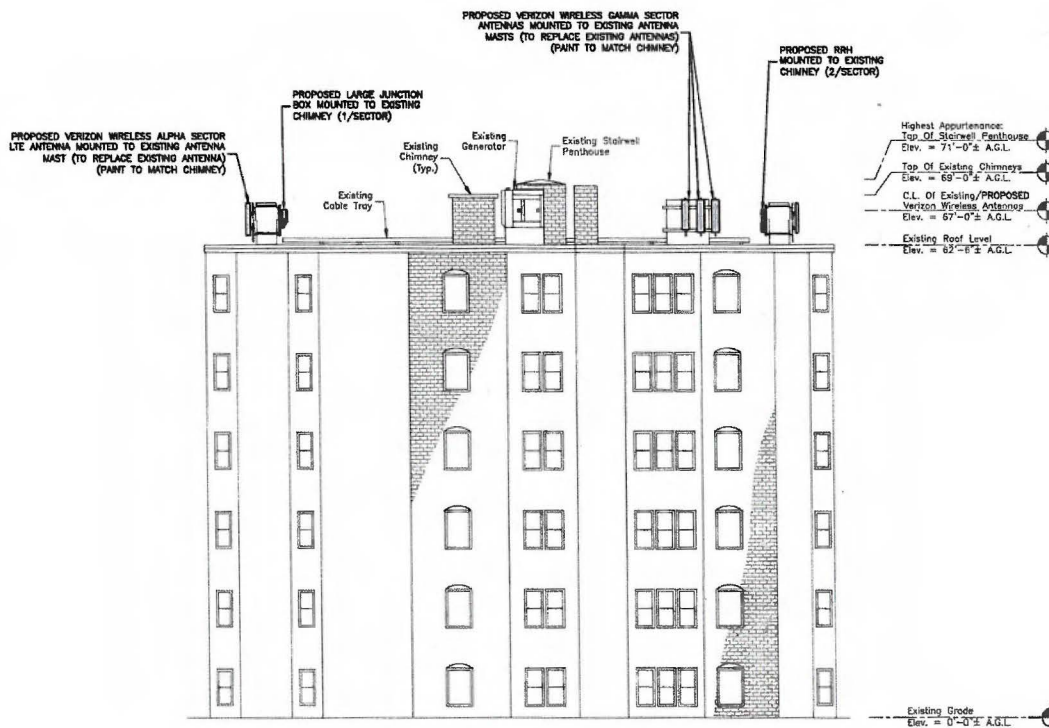 PROPOSED VERIZON WIRELESS GAMMA SECTOR
ANTENNAS MOUNTED TO EXISTING ANTENNA
MASTS (TO REPLACE EXISTING ANTENNAS)
(PAINT TO MATCH CHIMNEY)
PROPOSED RRH
MOUNTED TO EXISTING
CHIMNEY (2/SECTOR)
PROPOSED LARGE JUNCTION
BOX MOUNTED TO EXISTING
CHIMNEY (1/SECTOR)
PROPOSED VERIZON WIRELESS ALPHA SECTOR
LTE ANTENNA MOUNTED TO EXISTING ANTENNA
MAST (TO REPLACE EXISTING ANTENNA)
(PAINT TO MATCH CHIMNEY)
Existing
Cable Tray
Existing
Chimney
(Typ.)
Existing
Generator
Existing Stairwell
Penthouse
Highest Appurtenance:
Top Of Stairwell Penthouse
Elev. = 71'-0"± A.G.L.
Top Of Existing Chimneys
Elev. = 69'-0"± A.G.L.
C.L. Of Existing/PROPOSED
Verizon Wireless Antennas
Elev. = 67'-0"± A.G.L.
Existing Roof Level
Elev. = 62'-6"± A.G.L.
Existing Grade
Elev. = 0'-0"± A.G.L.